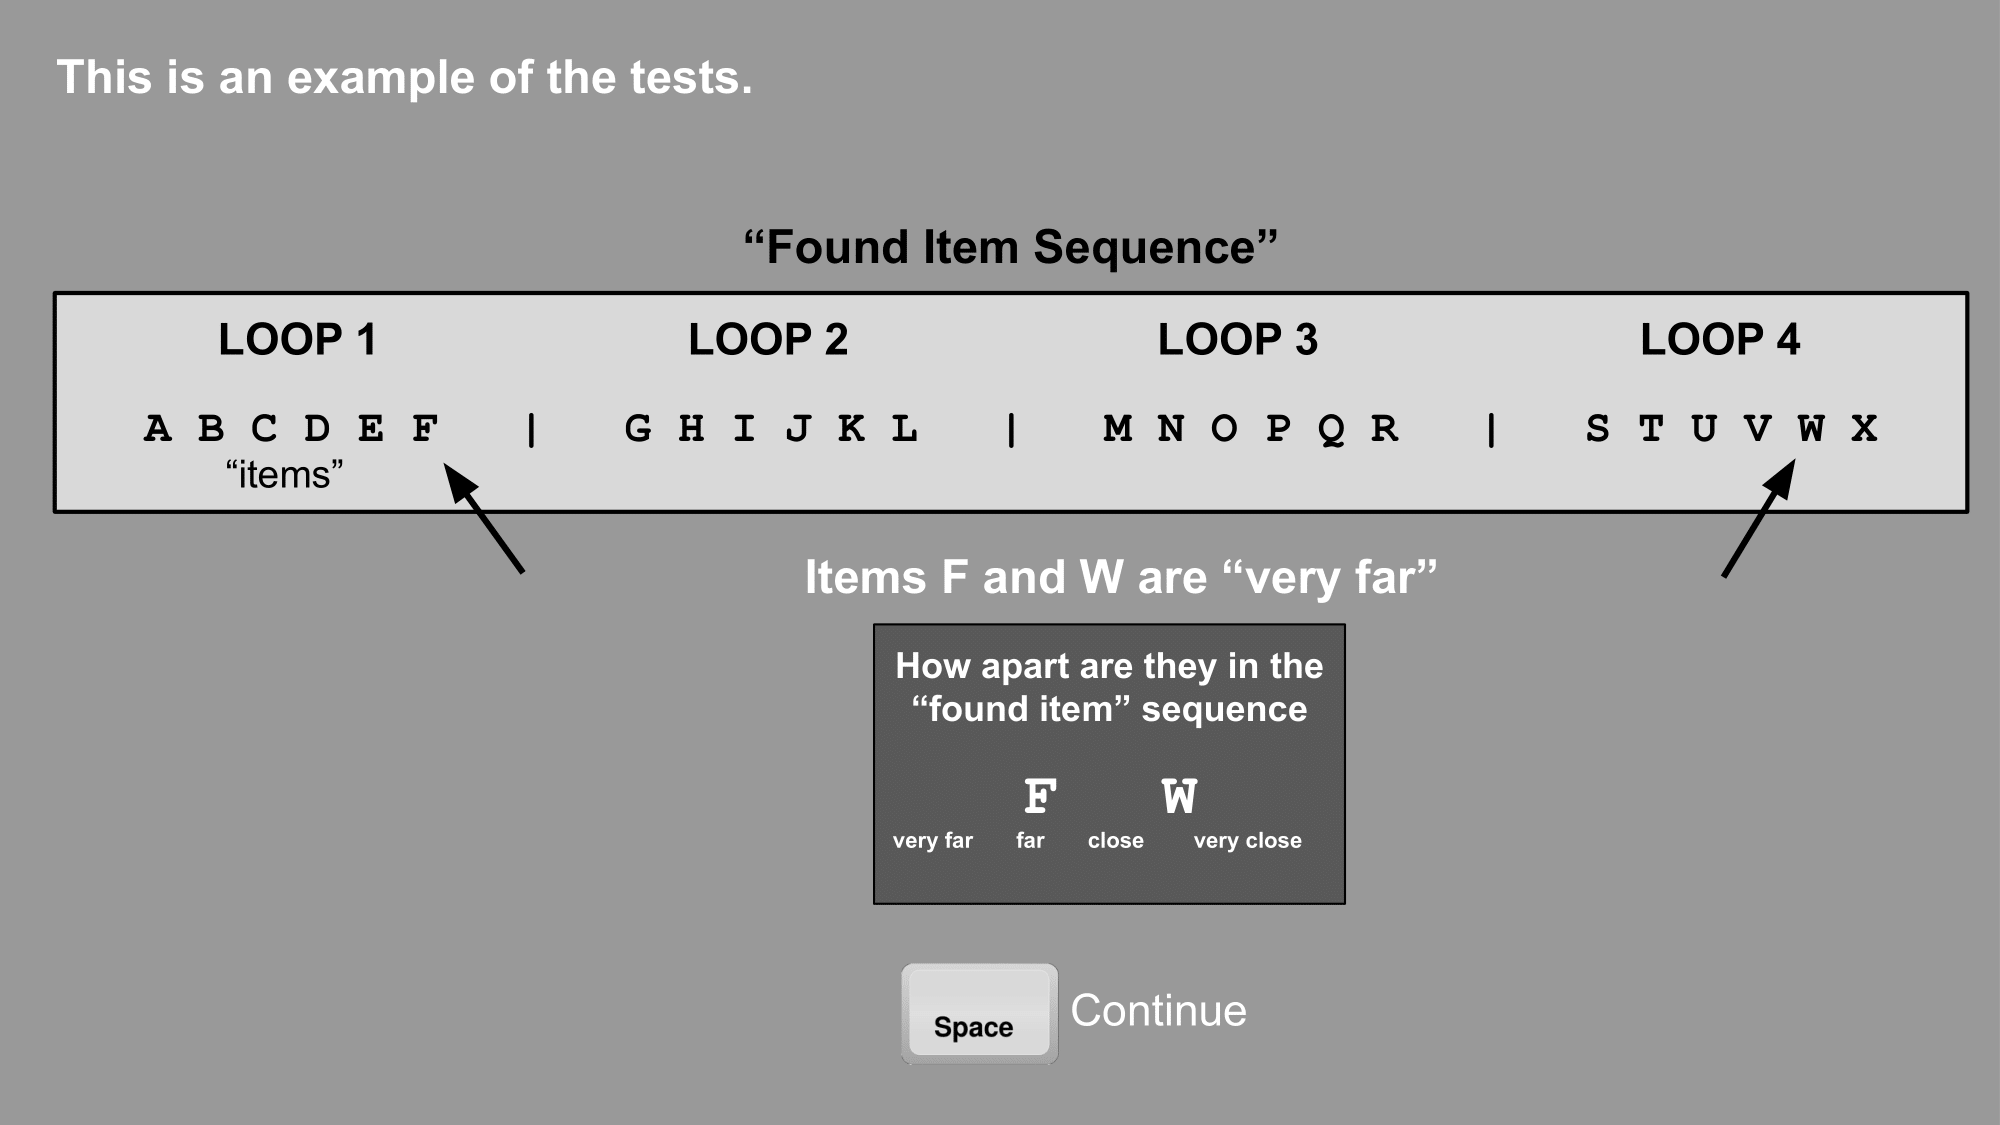 This is an example of the tests.
“Found Item Sequence”
LOOP 1 LOOP 2 LOOP 3 LOOP 4
A B C D E F | G H I J K L | M N O P Q R | S T U V W X
“items”
Items F and W are “very far”
How apart are they in the
“found item” sequence
F W
very far far close very close
Space Continue